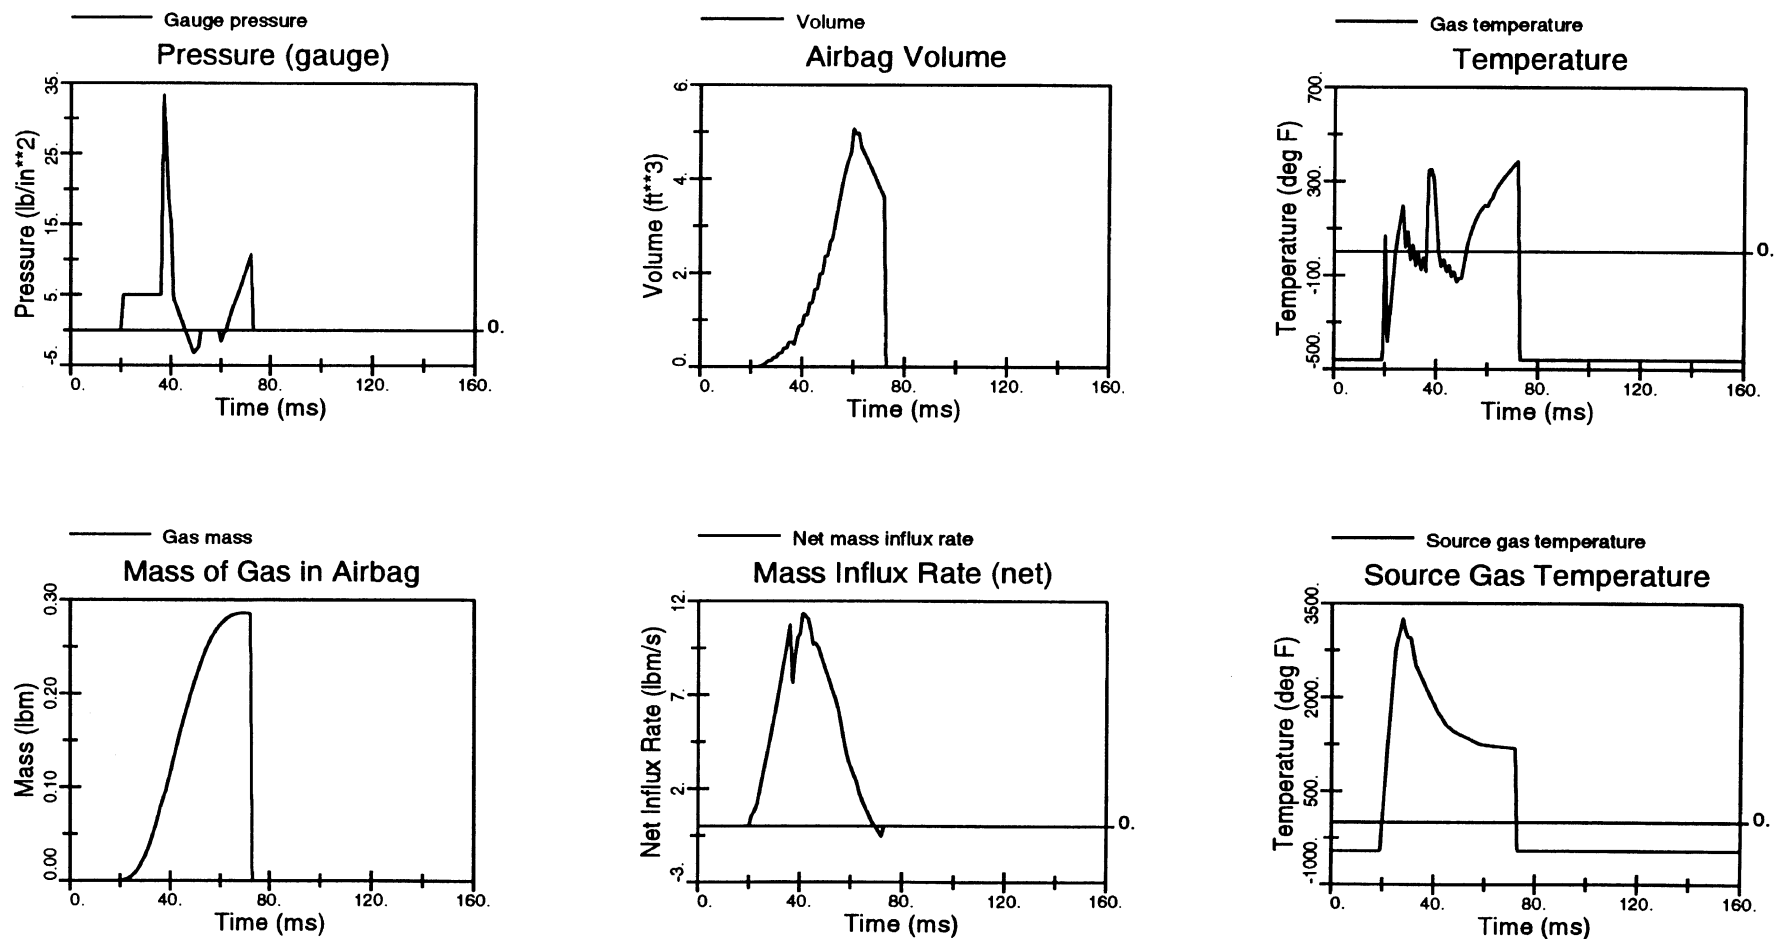 Gauge pressure
Pressure (gauge)
35.
25.
15.
5.
-5.
Pressure (lb/in**2)
0.
0.
40.
80.
120.
160.
Time (ms)
Volume
Airbag Volume
6.
4.
2.
0.
Volume (ft**3)
0.
40.
80.
120.
160.
Time (ms)
Gas temperature
Temperature
700.
300.
-100.
-500.
Temperature (deg F)
0.
0.
40.
80.
120.
160.
Time (ms)
Gas mass
Mass of Gas in Airbag
0.30
0.20
0.10
0.00
Mass (lbm)
0.
40.
80.
120.
160.
Time (ms)
Net mass influx rate
Mass Influx Rate (net)
12.
7.
2.
-3.
Net Influx Rate (lbm/s)
0.
0.
40.
80.
120.
160.
Time (ms)
Source gas temperature
Source Gas Temperature
3500.
2000.
500.
-1000.
Temperature (deg F)
0.
0.
40.
80.
120.
160.
Time (ms)